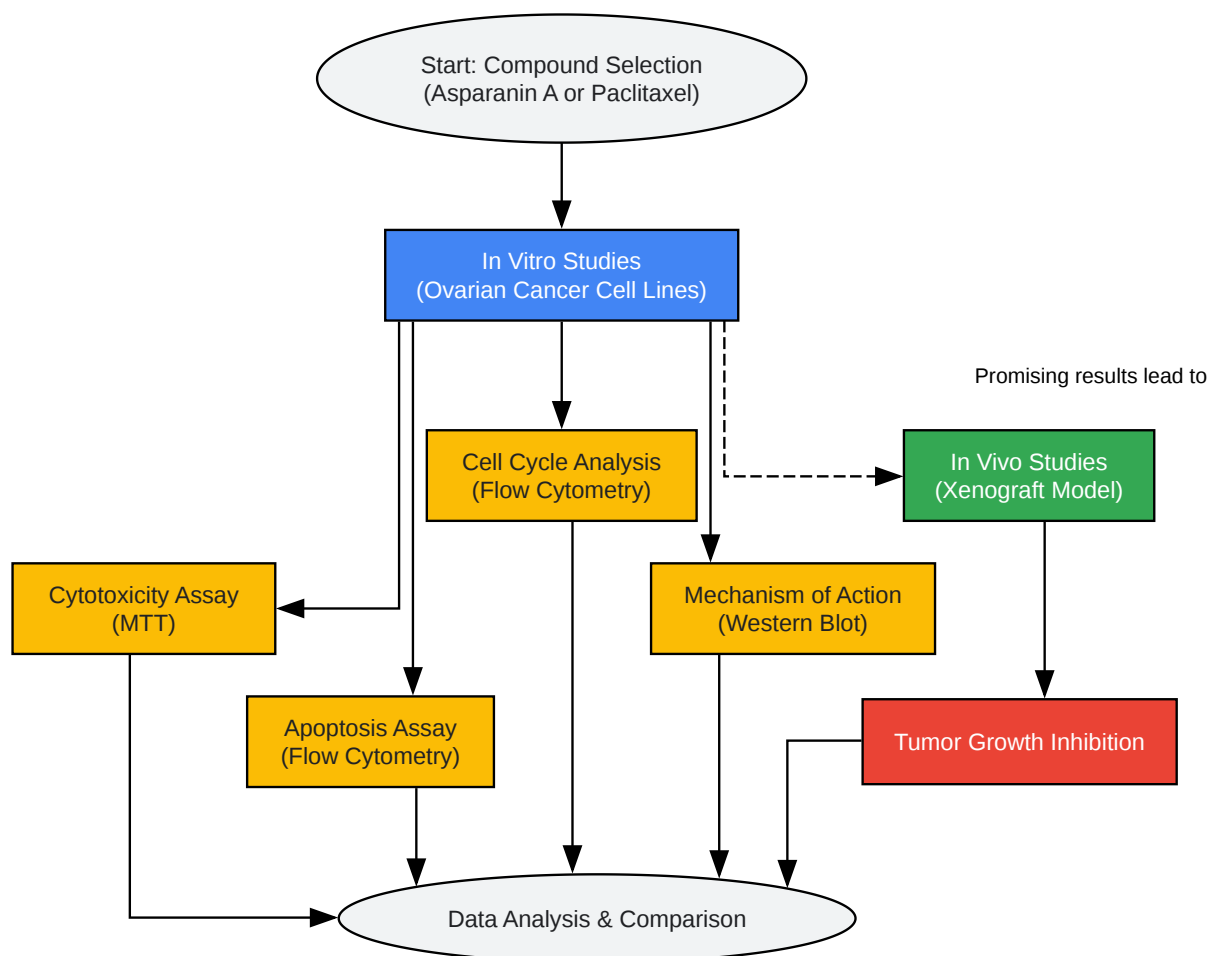 Start: Compound Selection
(Asparanin A or Paclitaxel)
In Vitro Studies
(Ovarian Cancer Cell Lines)
Promising results lead to
Cell Cycle Analysis
(Flow Cytometry)
In Vivo Studies
(Xenograft Model)
Cytotoxicity Assay
(MTT)
Mechanism of Action
(Western Blot)
Apoptosis Assay
(Flow Cytometry)
Tumor Growth Inhibition
Data Analysis & Comparison